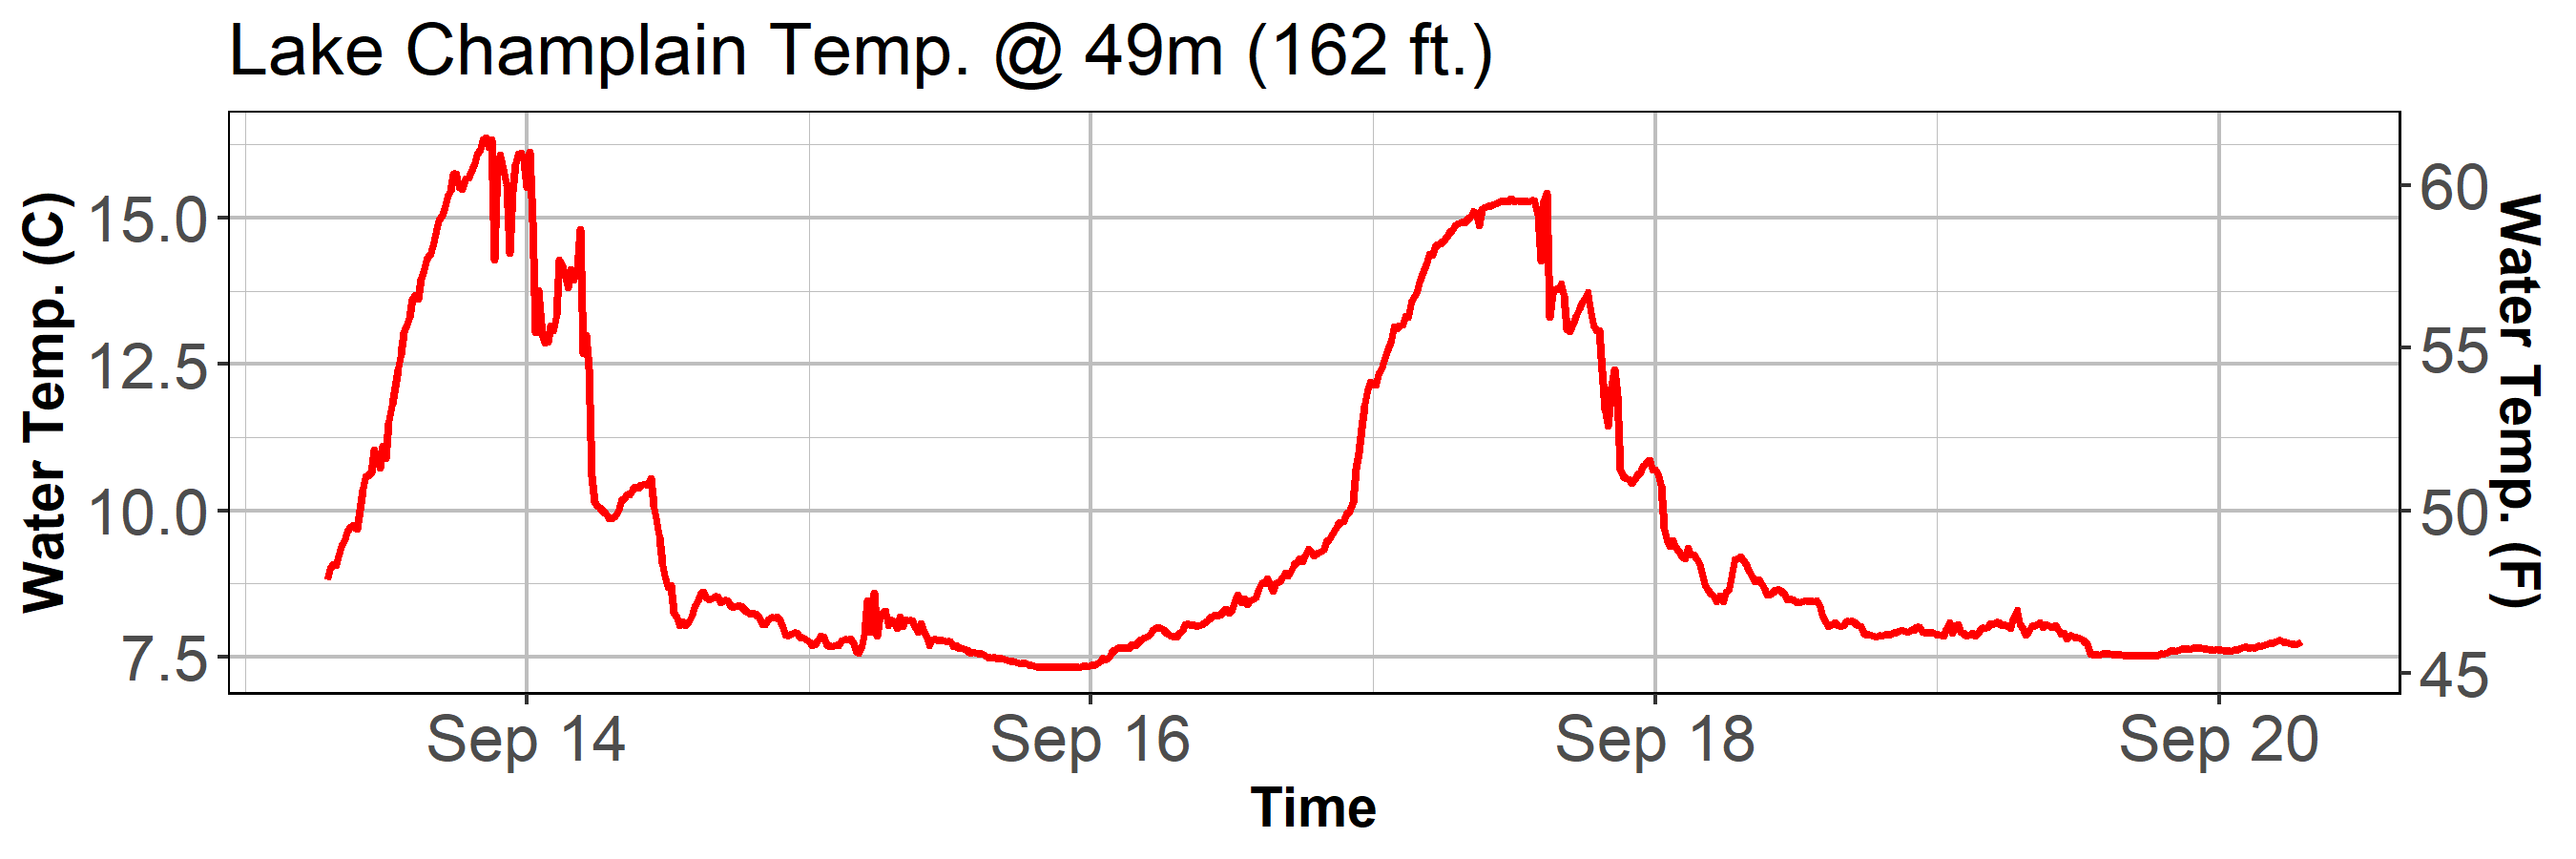 Lake Champlain Temp. @ 49m (162 ft.)
Water Temp. (C)
15.0
12.5
10.0
7.5
60
55
50
45
Water Temp. (F)
Sep 14
Sep 16
Sep 18
Sep 20
Time